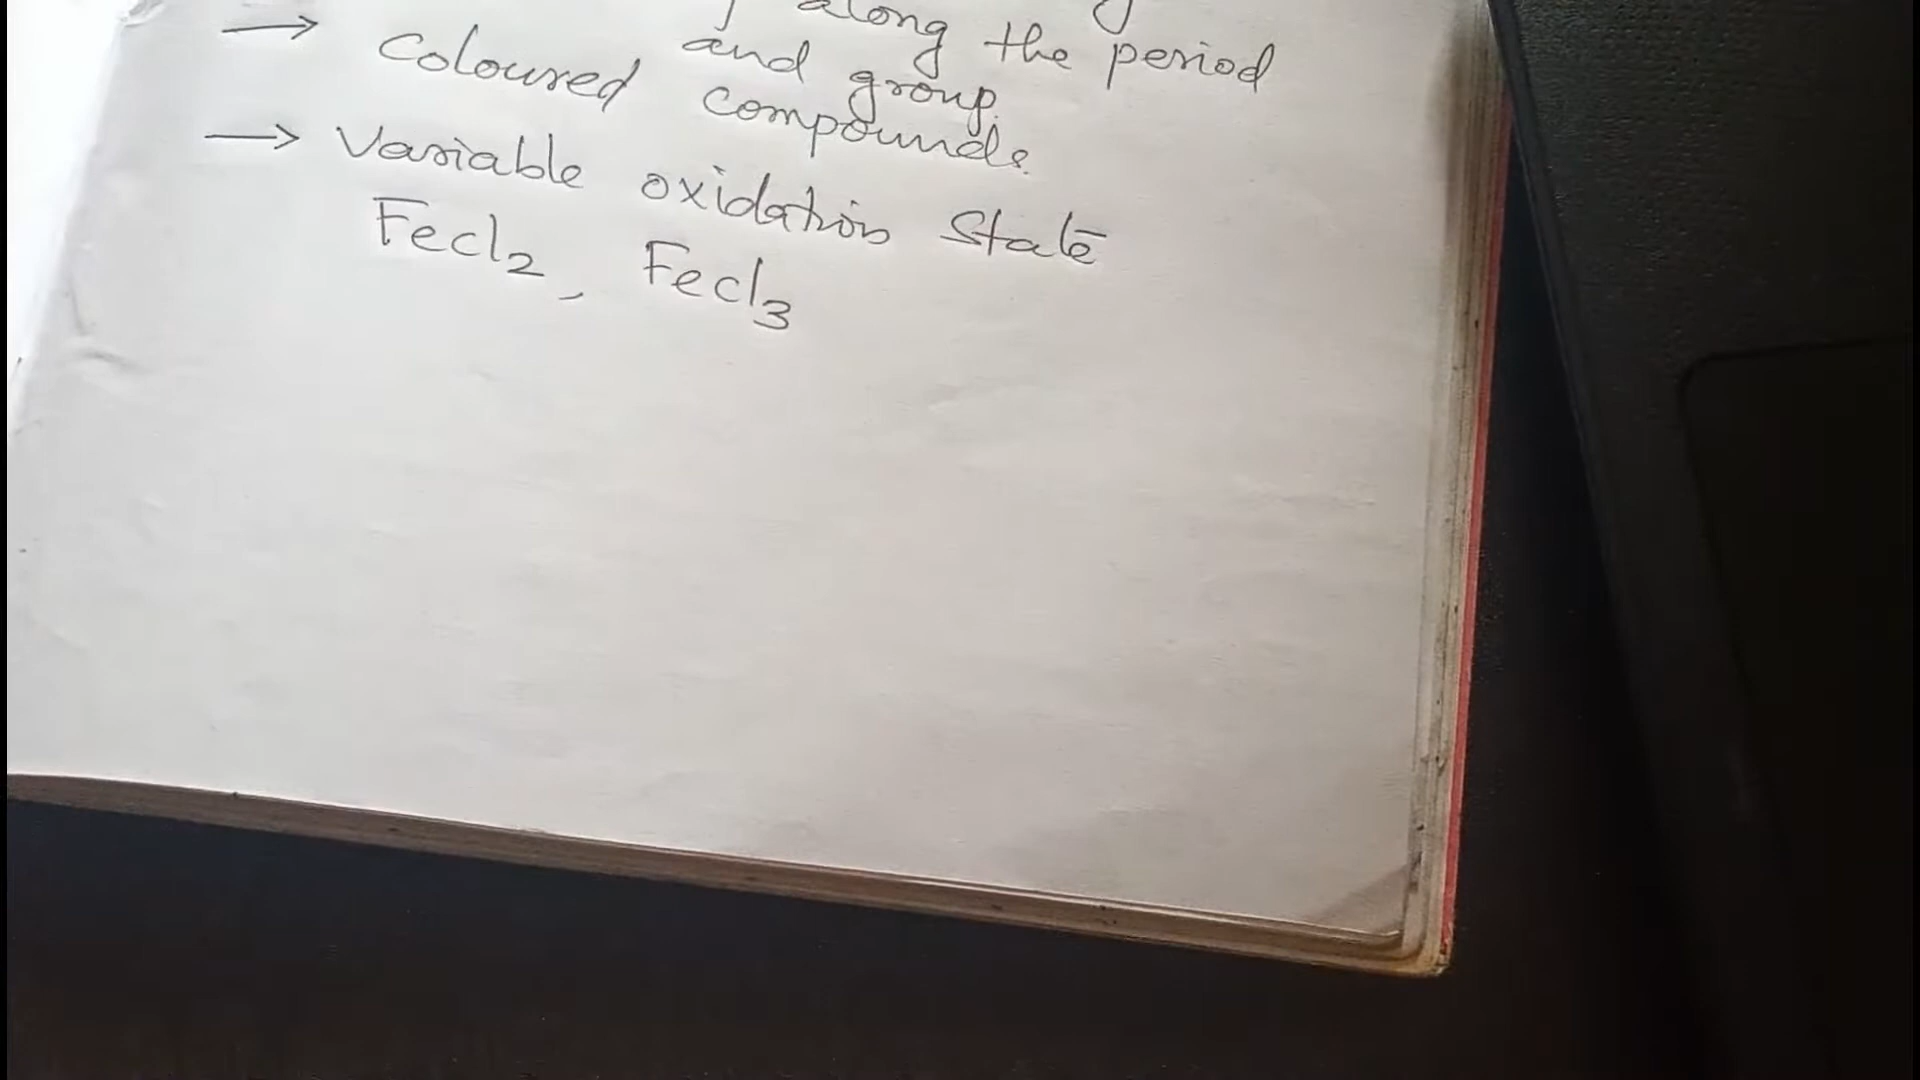 along the period
and group.
→ Coloured compounds.
→ Variable oxidation State
Fecl2, Fecl3